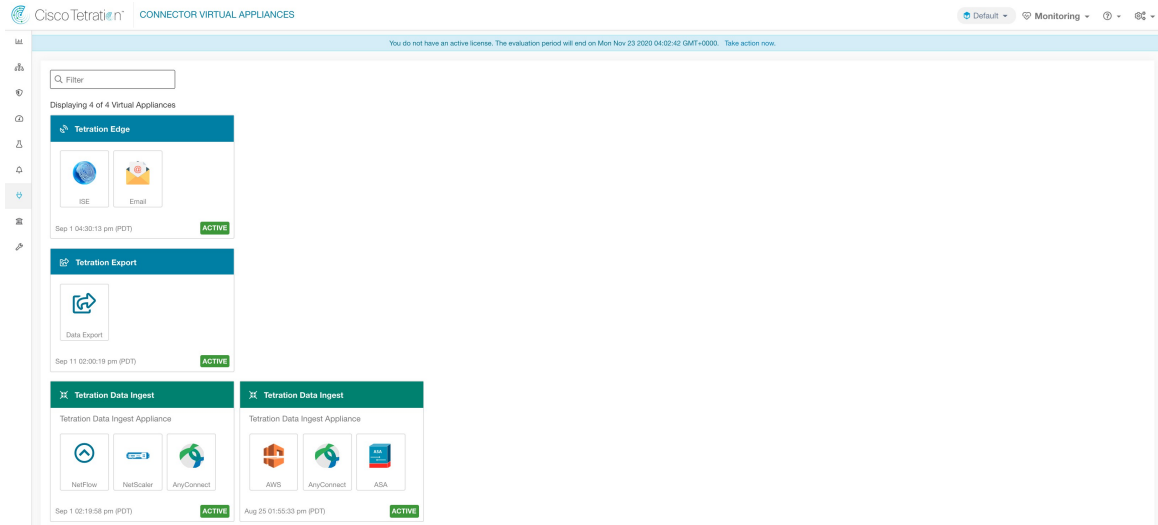 Cisco Tetration™ CONNECTOR VIRTUAL APPLIANCES Default Monitoring
You do not have an active license. The evaluation period will end on Mon Nov 23 2020 04:02:42 GMT+0000. Take action now.
Filter
Displaying 4 of 4 Virtual Appliances
Tetration Edge
ISE Email
Sep 1 04:30:13 pm (PDT) ACTIVE
Tetration Export
Data Export
Sep 11 02:00:19 pm (PDT) ACTIVE
Tetration Data Ingest
Tetration Data Ingest Appliance
NetFlow NetScaler AnyConnect
Sep 1 02:19:58 pm (PDT) ACTIVE
Tetration Data Ingest
Tetration Data Ingest Appliance
ASA
AWS AnyConnect ASA
Aug 25 01:55:33 pm (PDT) ACTIVE